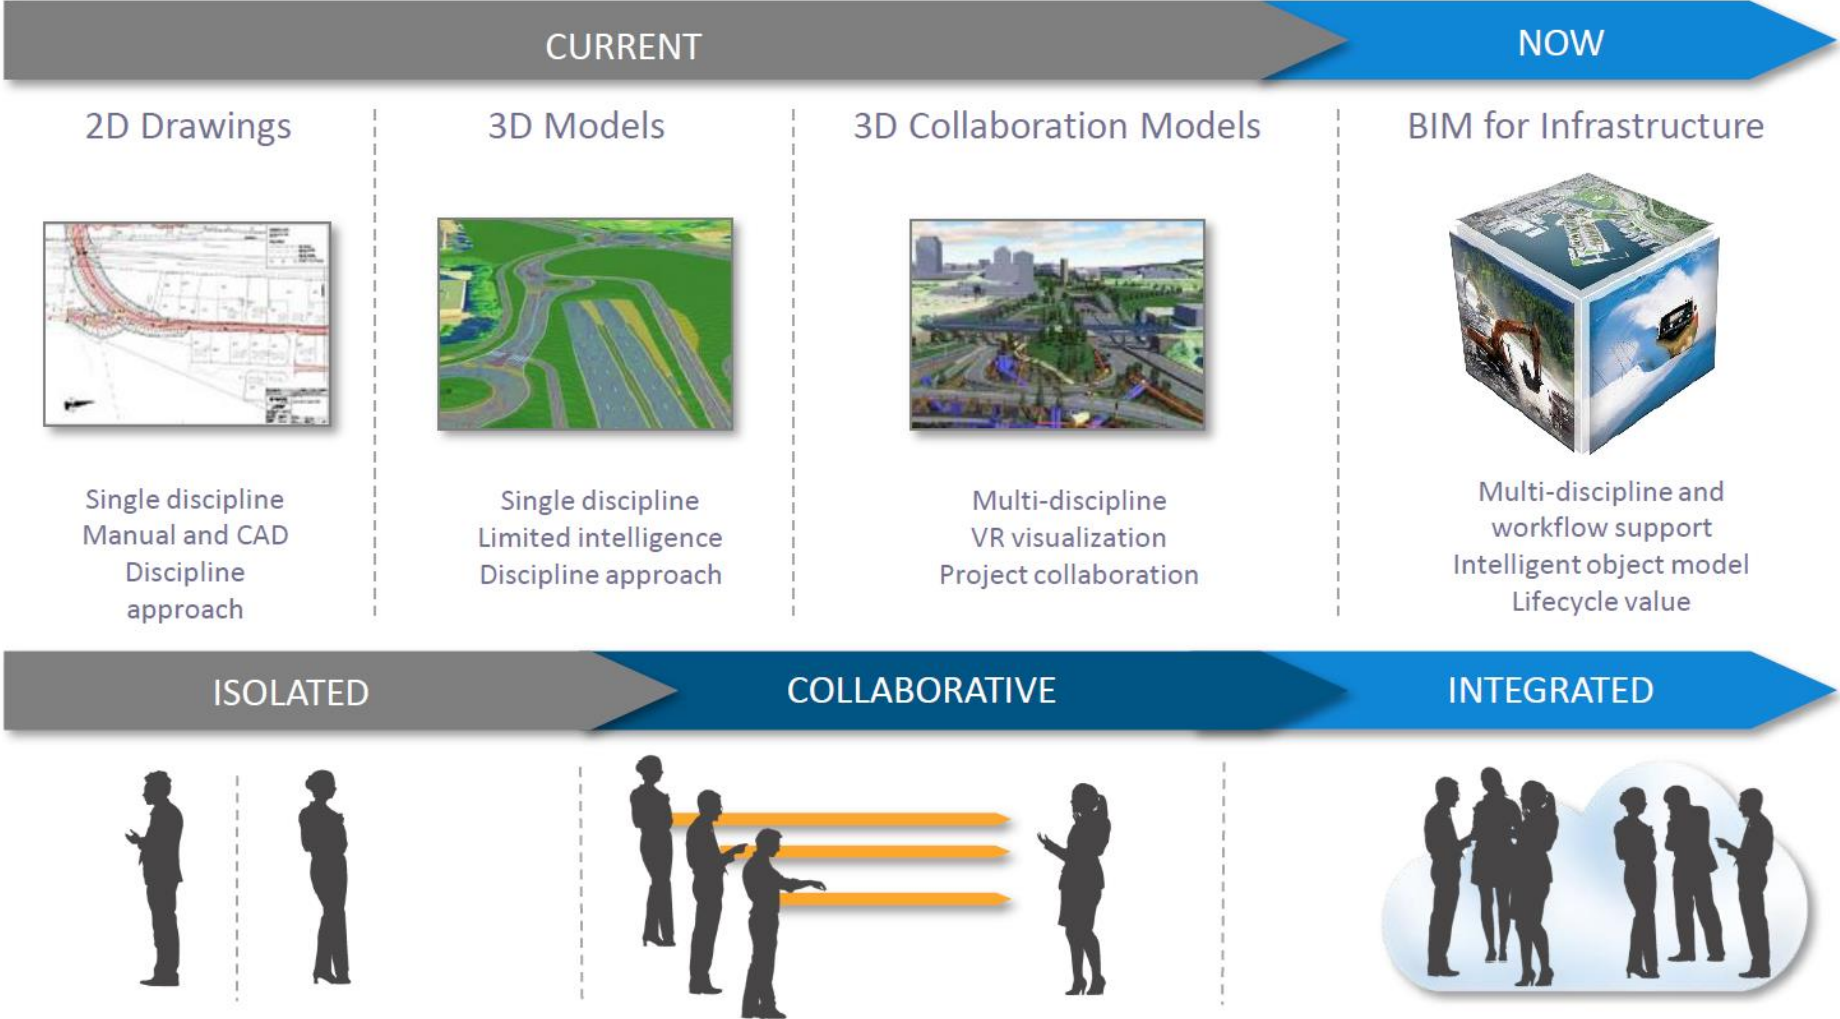 CURRENT
NOW
2D Drawings
3D Models
3D Collaboration Models
BIM for Infrastructure
Single discipline
Manual and CAD
Discipline
approach
Single discipline
Limited intelligence
Discipline approach
Multi-discipline
VR visualization
Project collaboration
Multi-discipline and
workflow support
Intelligent object model
Lifecycle value
ISOLATED
COLLABORATIVE
INTEGRATED